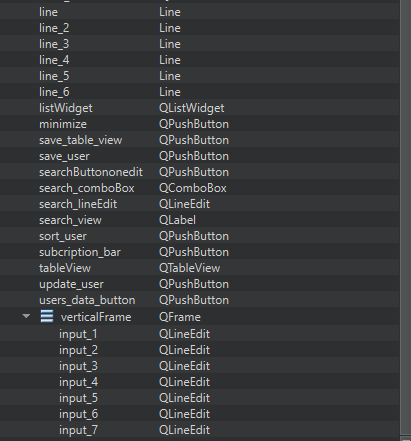 line Line
line_2 Line
line_3 Line
line_4 Line
line_5 Line
line_6 Line
listWidget QListWidget
minimize QPushButton
save_table_view QPushButton
save_user QPushButton
searchButtononedit QPushButton
search_comboBox QComboBox
search_lineEdit QLineEdit
search_view QLabel
sort_user QPushButton
subcription_bar QPushButton
tableView QTableView
update_user QPushButton
users_data_button QPushButton
verticalFrame QFrame
input_1 QLineEdit
input_2 QLineEdit
input_3 QLineEdit
input_4 QLineEdit
input_5 QLineEdit
input_6 QLineEdit
input_7 QLineEdit